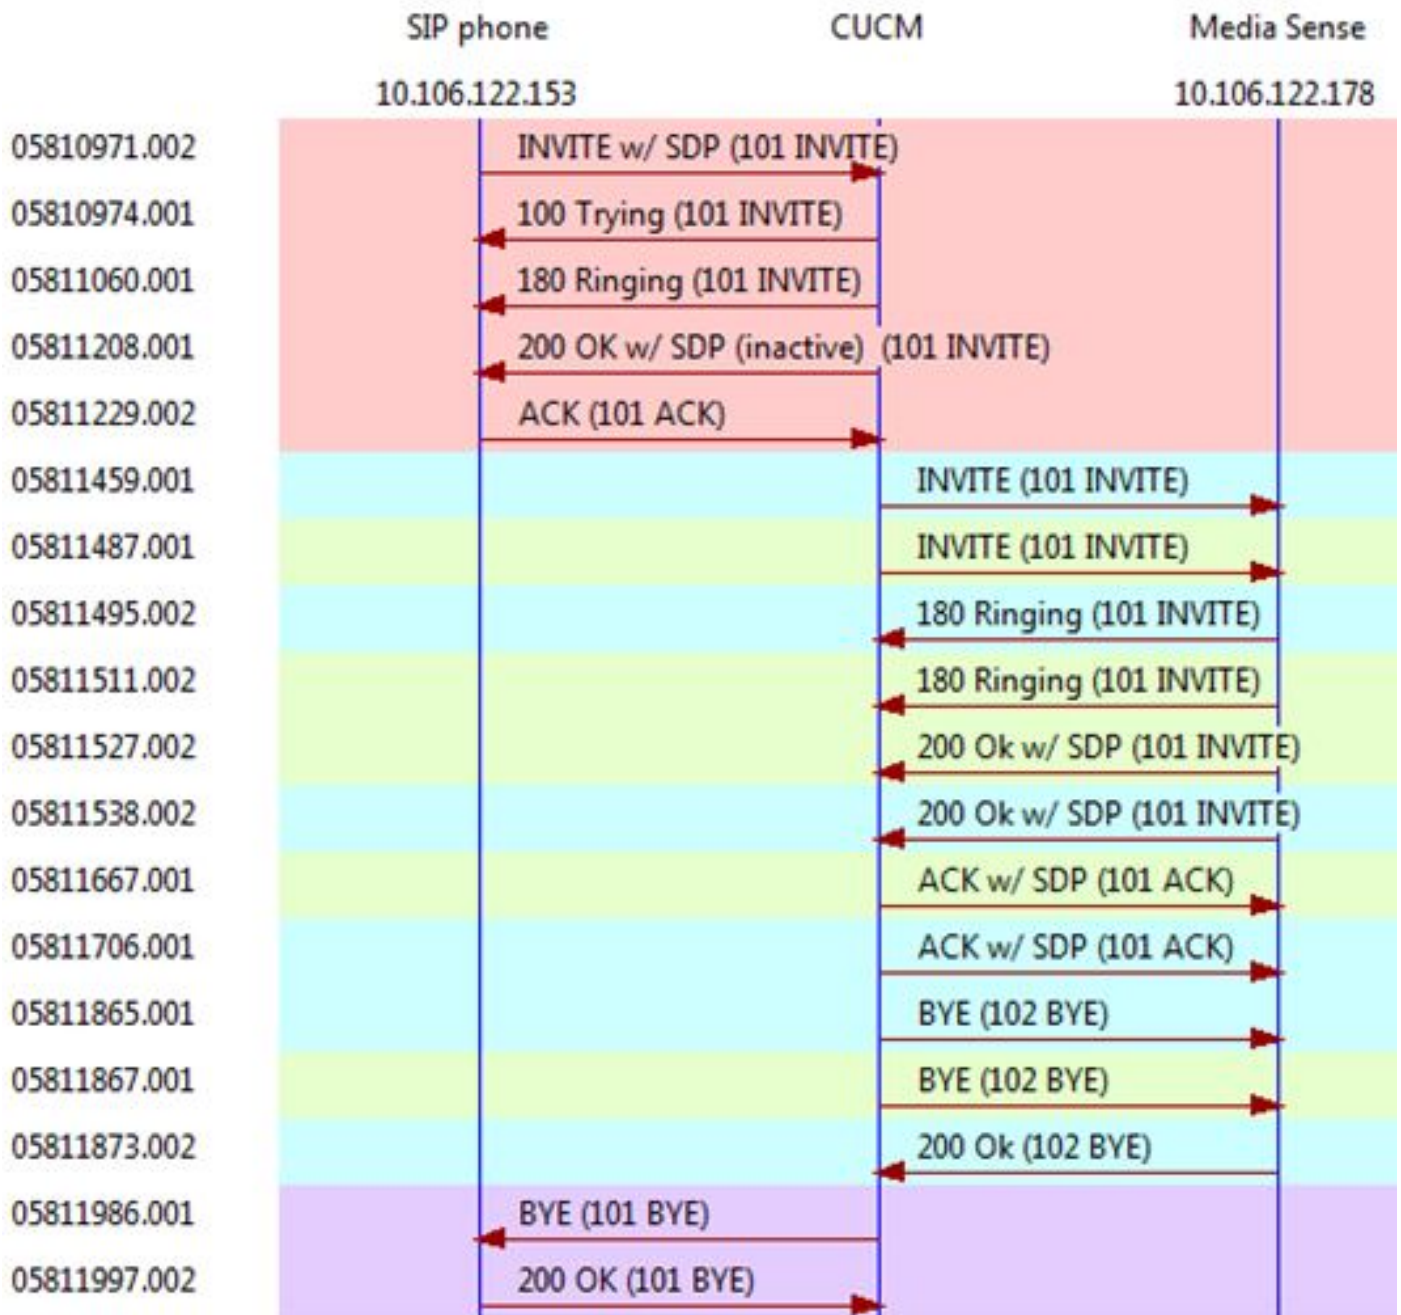 SIP phone CUCM Media Sense
10.106.122.153 10.106.122.178
05810971.002 INVITE w/ SDP (101 INVITE)
05810974.001 100 Trying (101 INVITE)
05811060.001 180 Ringing (101 INVITE)
05811208.001 200 OK w/ SDP (inactive) (101 INVITE)
05811229.002 ACK (101 ACK)
05811459.001 INVITE (101 INVITE)
05811487.001 INVITE (101 INVITE)
05811495.002 180 Ringing (101 INVITE)
05811511.002 180 Ringing (101 INVITE)
05811527.002 200 Ok w/ SDP (101 INVITE)
05811538.002 200 Ok w/ SDP (101 INVITE)
05811667.001 ACK w/ SDP (101 ACK)
05811706.001 ACK w/ SDP (101 ACK)
05811865.001 BYE (102 BYE)
05811867.001 BYE (102 BYE)
05811873.002 200 Ok (102 BYE)
05811986.001 BYE (101 BYE)
05811997.002 200 OK (101 BYE)